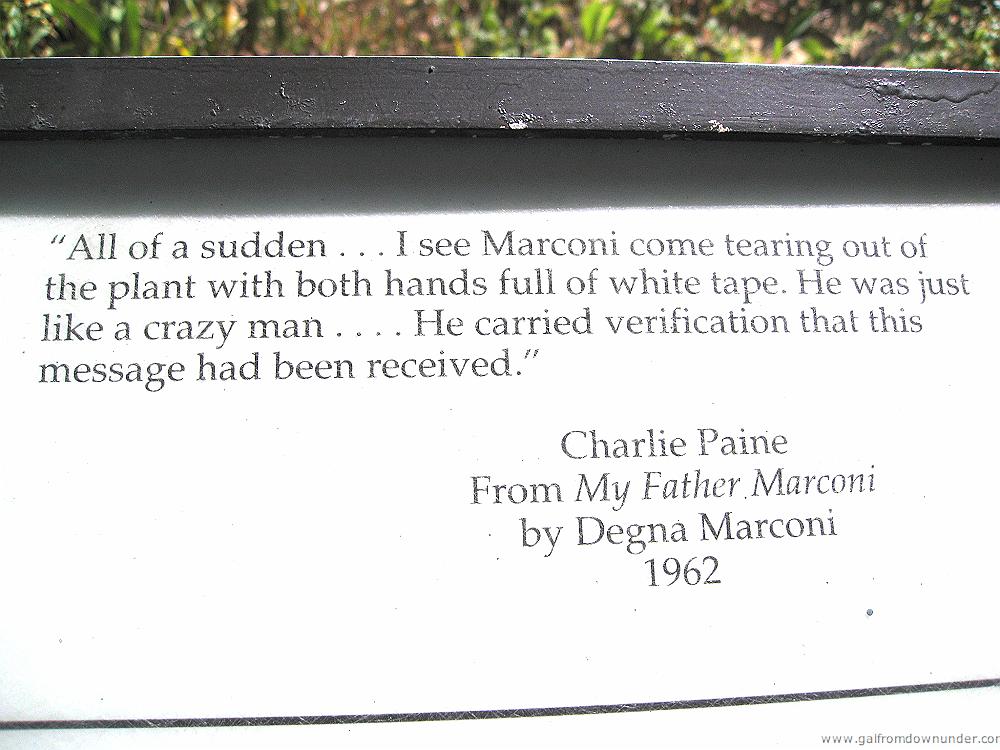 “All of a sudden . . . I see Marconi come tearing out of
the plant with both hands full of white tape. He was just
like a crazy man . . . . He carried verification that this
message had been received.”
Charlie Paine
From My Father Marconi
by Degna Marconi
1962
www.galfromdownunder.com